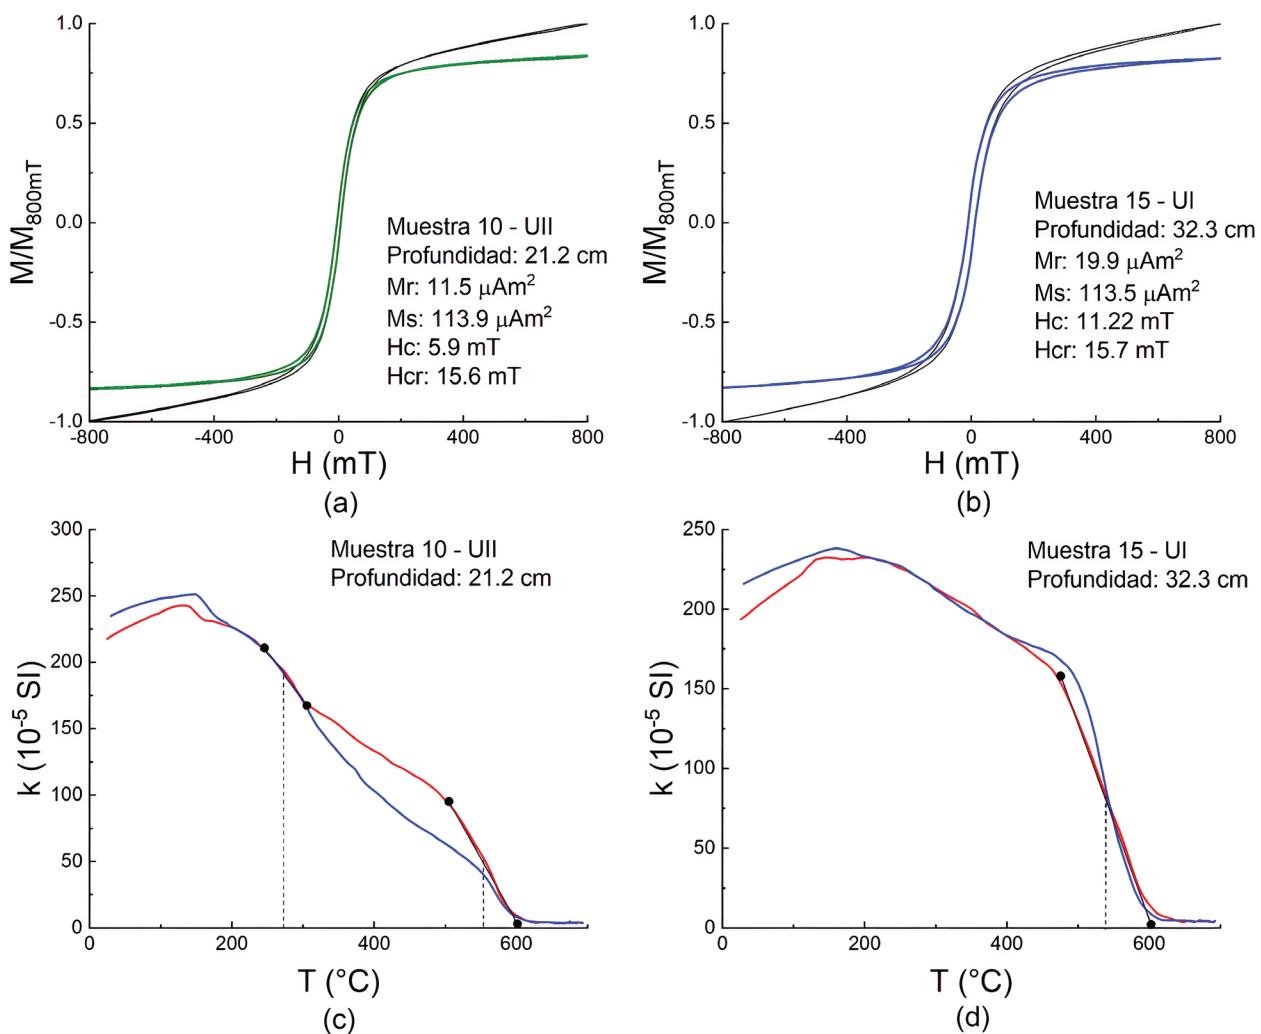 1.0
0.5
0.0
-0.5
-1.0
M/M800mT
-800
-400
0
400
800
H (mT)
(a)
Muestra 10 - UII
Profundidad: 21.2 cm
Mr: 11.5 μAm²
Ms: 113.9 μAm²
Hc: 5.9 mT
Hcr: 15.6 mT
1.0
0.5
0.0
-0.5
-1.0
M/M800mT
-800
-400
0
400
800
H (mT)
(b)
Muestra 15 - UI
Profundidad: 32.3 cm
Mr: 19.9 μAm²
Ms: 113.5 μAm²
Hc: 11.22 mT
Hcr: 15.7 mT
300
250
200
150
100
50
0
k (10⁻⁵ SI)
0
200
400
600
T (°C)
(c)
Muestra 10 - UII
Profundidad: 21.2 cm
250
200
150
100
50
0
k (10⁻⁵ SI)
0
200
400
600
T (°C)
(d)
Muestra 15 - UI
Profundidad: 32.3 cm